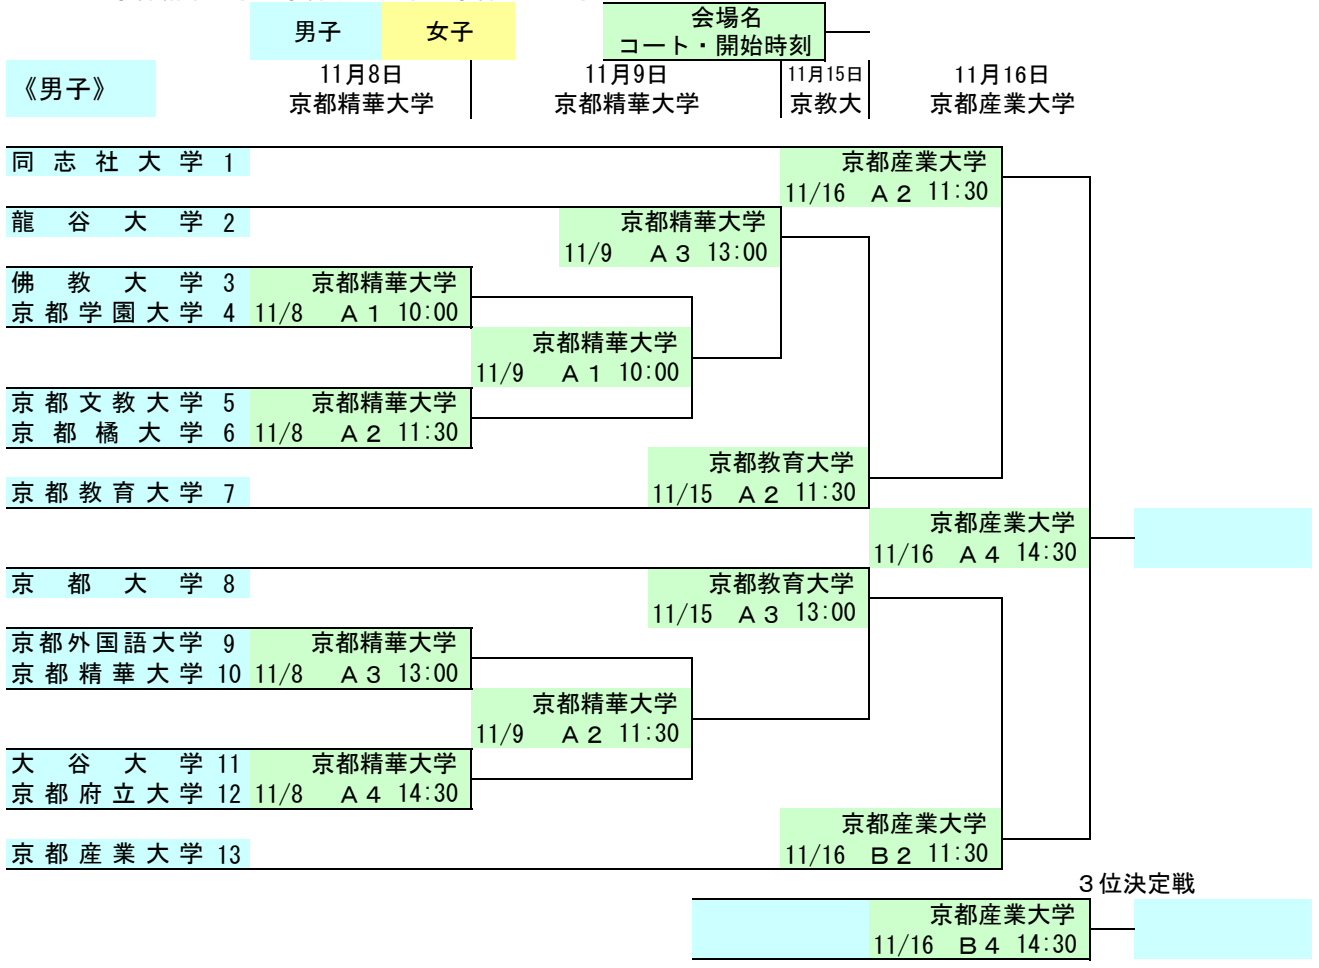 男子 女子 会場名
コート・開始時刻
《男子》 11月8日 11月9日 11月15日 11月16日
京都精華大学 京都精華大学 京教大 京都産業大学
同志社大学 1 京都産業大学
11/16 A2 11:30
龍谷大学 2 京都精華大学
11/9 A3 13:00
佛教大学 3 京都精華大学
京都学園大学 4 11/8 A1 10:00
京都精華大学
11/9 A1 10:00
京都文教大学 5 京都精華大学
京都橘大学 6 11/8 A2 11:30
京都教育大学
京都教育大学 7 11/15 A2 11:30
京都産業大学
11/16 A4 14:30
京都大学 8 京都教育大学
11/15 A3 13:00
京都外国語大学 9 京都精華大学
京都精華大学 10 11/8 A3 13:00
京都精華大学
11/9 A2 11:30
大谷大学 11 京都精華大学
京都府立大学 12 11/8 A4 14:30
京都産業大学
京都産業大学 13 11/16 B2 11:30
3位決定戦
京都産業大学
11/16 B4 14:30